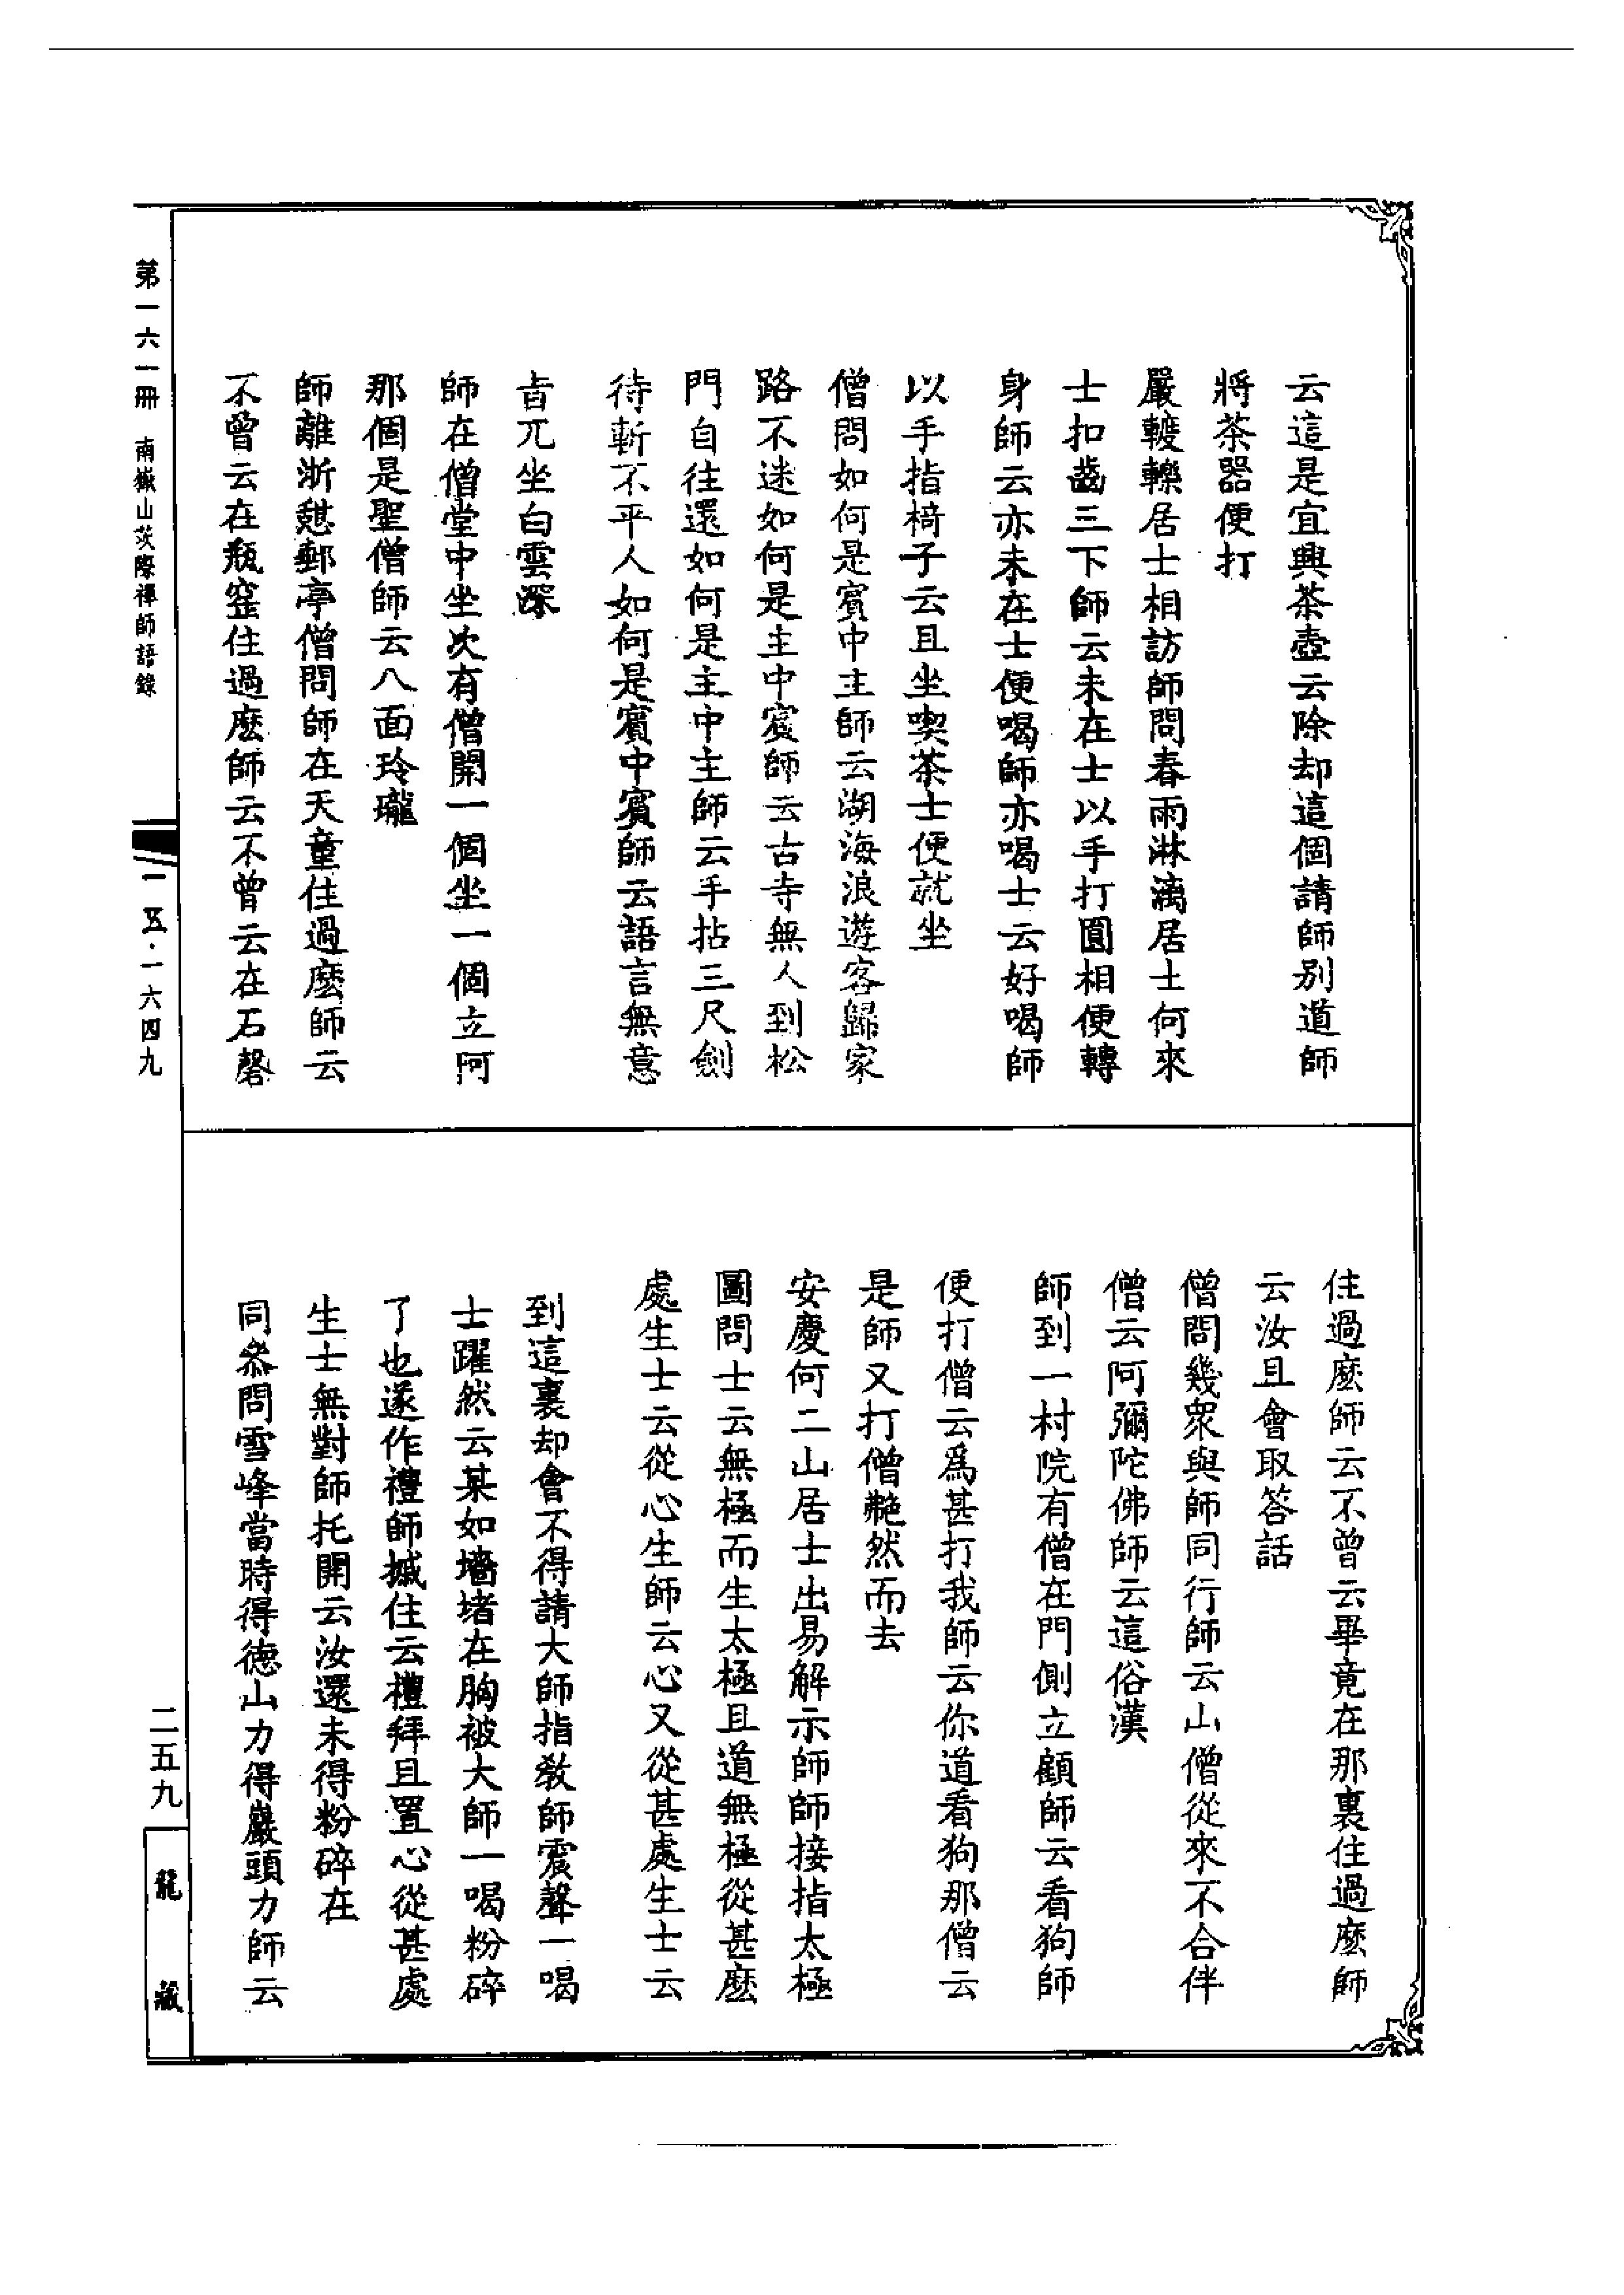 云這是宜興茶壺云除却這個請師别道師
將茶器便打
嚴轗轢居士相訪師問春雨淋漓居士何來
士扣齒三下師云未在士以手打圓相便轉
身師云亦未在士便喝師亦喝士云好喝師
以手指椅子云且坐喫茶士便就坐
僧問如何是賓中主師云湖海浪遊客歸家
路不迷如何是主中賓師云古寺無人到松
門自往還如何是主中主師云手拈三尺劍
待斬不平人如何是賓中賓師云語言無意
旨兀坐白雲深
師在僧堂中坐次有僧開一個坐一個立阿
那個是聖僧師云八面玲瓏
師離浙憇郵亭僧問師在天童住過麽師云
不曾云在瓶窑住過麽師云不曾云在石磬
住過麽師云不曾云畢竟在那裏住過麽師
云汝且會取答話
僧問幾衆與師同行師云山僧從來不合伴
僧云阿彌陀佛師云這俗漢
師到一村院有僧在門側立顧師云看狗師
便打僧云爲甚打我師云你道看狗那僧云
是師又打僧艴然而去
安慶何二山居士出易解示師師接指太極
圖問士云無極而生太極且道無極從甚麽
處生士云從心生師云心又從甚處生士云
到這裏却會不得請大師指教師震聲一喝
士躍然云某如墻堵在胸被大師一喝粉碎
了也遂作禮師搣住云禮拜且置心從甚處
生士無對師托開云汝還未得粉碎在
同叅問雪峰當時得德山力得巖頭力師云
第一六一冊 南嶽山茨際禪師語錄
一五·一六四九
二五九
龍藏